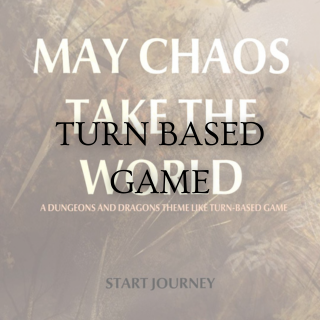 MAY CHAOS
TAKE THE
WORLD
TURN BASED
GAME
A DUNGEONS AND DRAGONS THEME LIKE TURN-BASED GAME
START JOURNEY